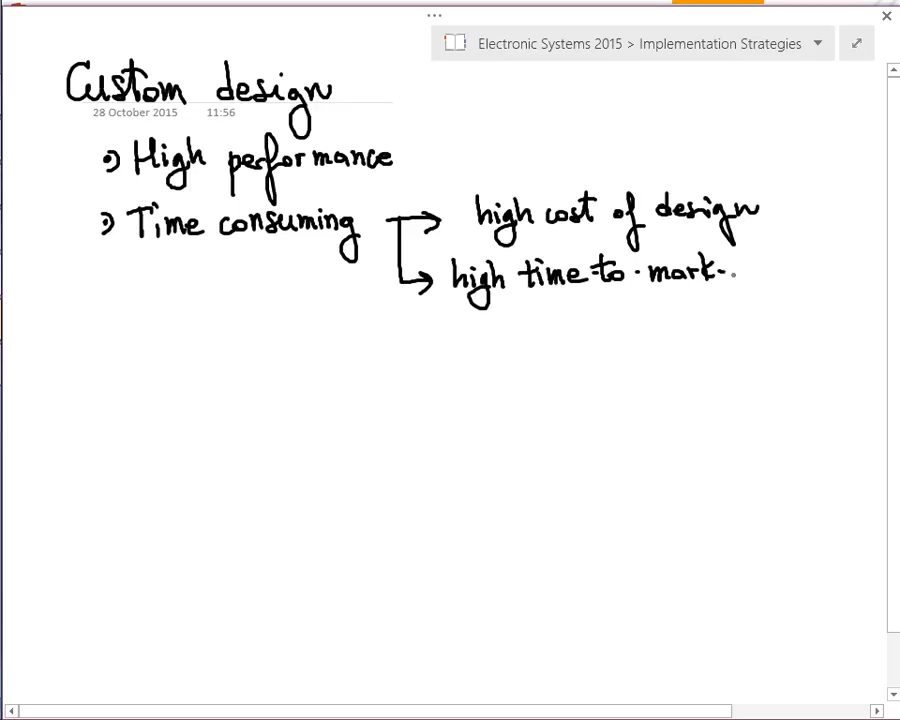 Electronic Systems 2015 > Implementation Strategies
Custom design
28 October 2015 11:56
High performance
Time consuming → high cost of design
→ high time-to-mark-